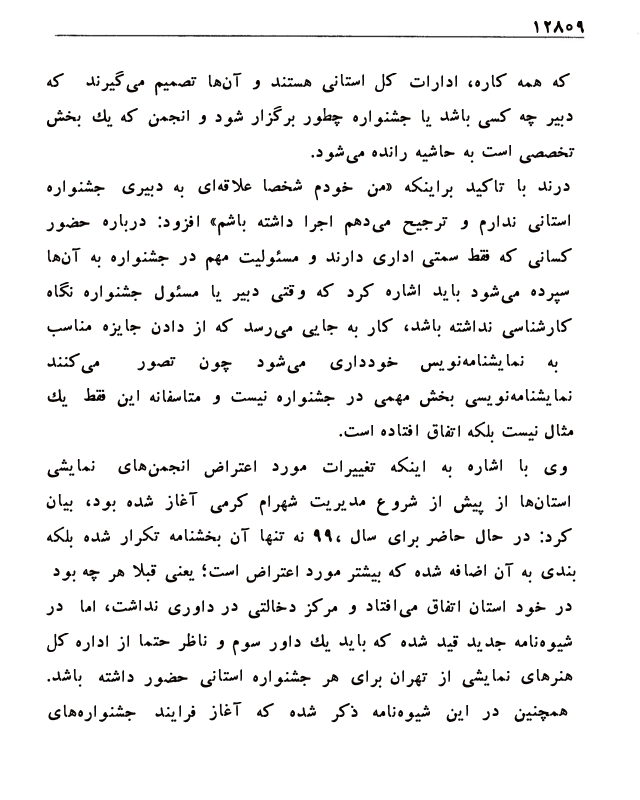 ۱۲۸۰۹
که همه کاره، ادارات کل استانی هستند و آن‌ها تصمیم می‌گیرند که
دبیر چه کسی باشد یا جشنواره چطور برگزار شود و انجمن که یك بخش
تخصصی است به حاشیه رانده می‌شود.
درند با تاکید براینکه «من خودم شخصا علاقه‌ای به دبیری جشنواره
استانی ندارم و ترجیح می‌دهم اجرا داشته باشم» افزود: درباره حضور
کسانی که فقط سمتی اداری دارند و مسئولیت مهم در جشنواره به آن‌ها
سپرده می‌شود باید اشاره کرد که وقتی دبیر یا مسئول جشنواره نگاه
کارشناسی نداشته باشد، کار به جایی می‌رسد که از دادن جایزه مناسب
به نمایشنامه‌نویس خودداری می‌شود چون تصور می‌کنند
نمایشنامه‌نویسی بخش مهمی در جشنواره نیست و متاسفانه این فقط یك
مثال نیست بلکه اتفاق افتاده است.
وی با اشاره به اینکه تغییرات مورد اعتراض انجمن‌های نمایشی
استان‌ها از پیش از شروع مدیریت شهرام کرمی آغاز شده بود، بیان
کرد: در حال حاضر برای سال ۹۹، نه تنها آن بخشنامه تکرار شده بلکه
بندی به آن اضافه شده که بیشتر مورد اعتراض است؛ یعنی قبلا هر چه بود
در خود استان اتفاق می‌افتاد و مرکز دخالتی در داوری نداشت، اما در
شیوه‌نامه جدید قید شده که باید یك داور سوم و ناظر حتما از اداره کل
هنرهای نمایشی از تهران برای هر جشنواره استانی حضور داشته باشد.
همچنین در این شیوه‌نامه ذکر شده که آغاز فرایند جشنواره‌های